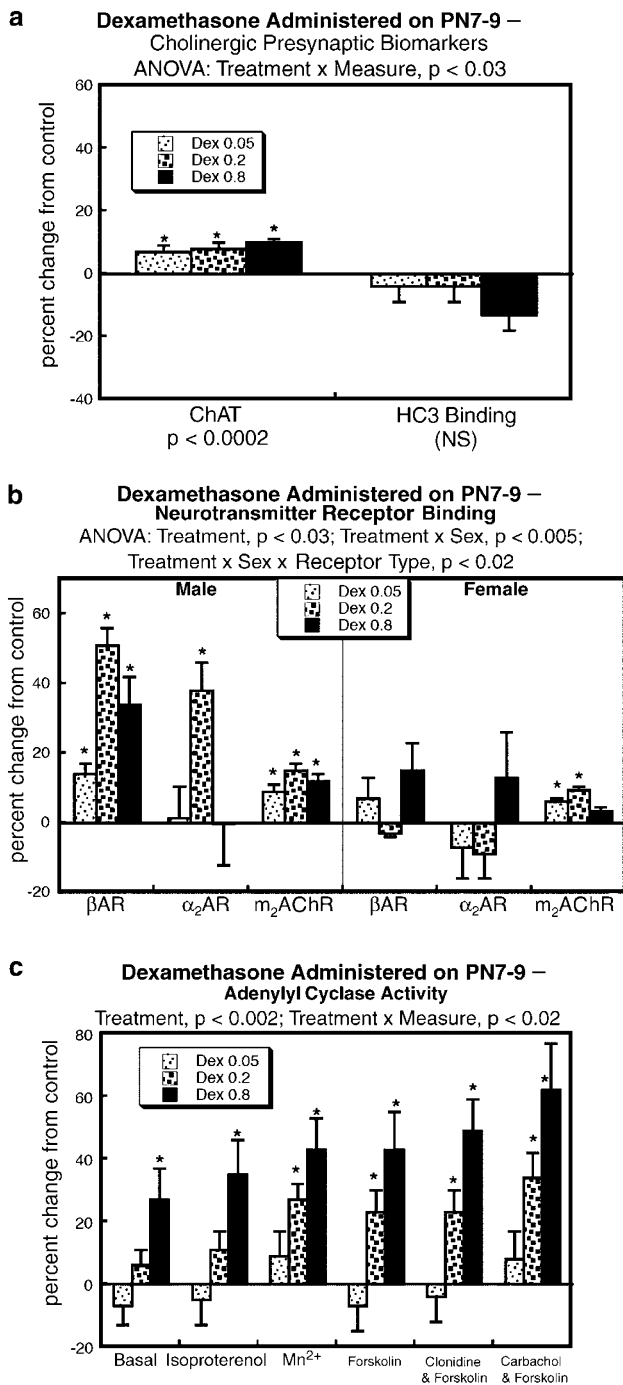 a
Dexamethasone Administered on PN7-9 –
Cholinergic Presynaptic Biomarkers
ANOVA: Treatment x Measure, p < 0.03
percent change from control
60
40
20
0
-20
-40
Dex 0.05
Dex 0.2
Dex 0.8
* * *
ChAT HC3 Binding
p < 0.0002 (NS)
b
Dexamethasone Administered on PN7-9 –
Neurotransmitter Receptor Binding
ANOVA: Treatment, p < 0.03; Treatment x Sex, p < 0.005;
Treatment x Sex x Receptor Type, p < 0.02
Male Female
percent change from control
60
40
20
0
-20
Dex 0.05
Dex 0.2
Dex 0.8
* * * * * * * * *
βAR α₂AR m₂AChR βAR α₂AR m₂AChR
c
Dexamethasone Administered on PN7-9 –
Adenylyl Cyclase Activity
Treatment, p < 0.002; Treatment x Measure, p < 0.02
percent change from control
80
60
40
20
0
-20
Dex 0.05
Dex 0.2
Dex 0.8
* * * * * * * * * *
Basal Isoproterenol Mn²⁺ Forskolin Clonidine Carbachol
& Forskolin & Forskolin